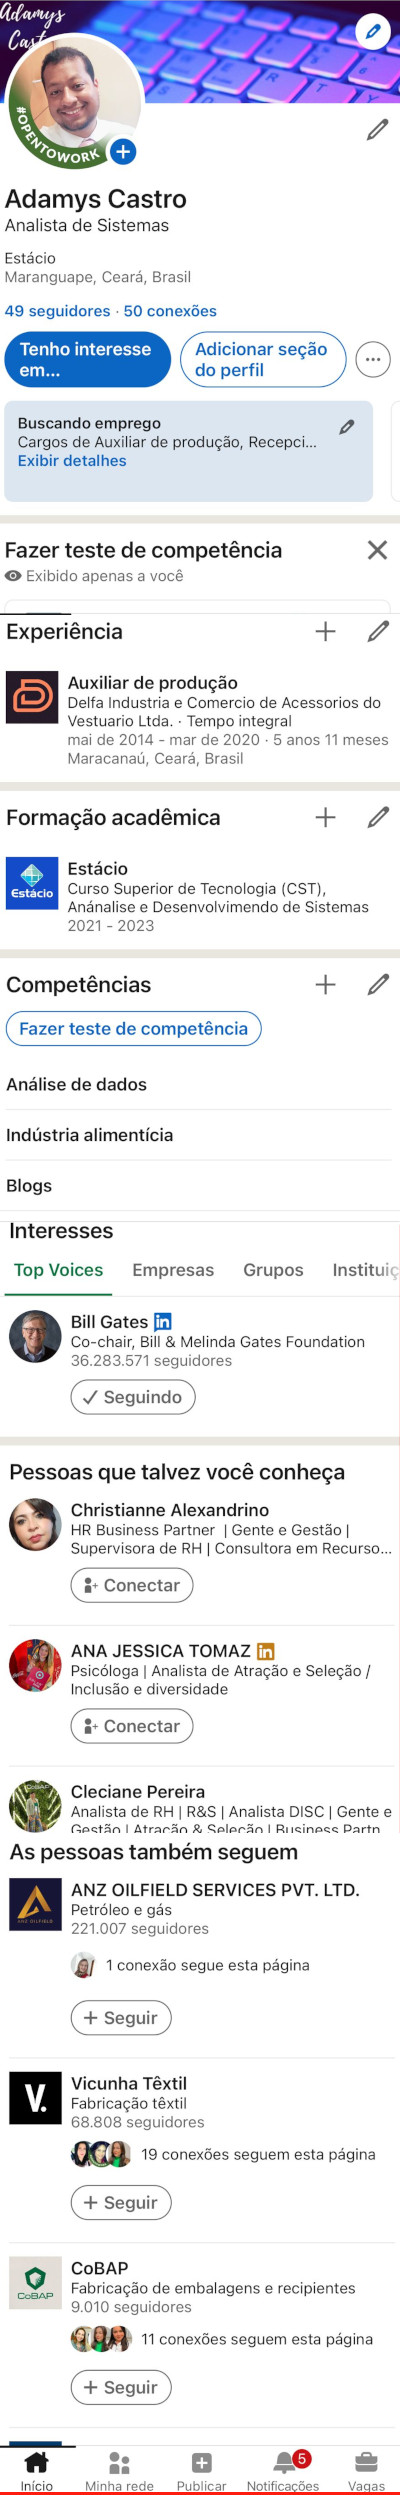 Adamys
Cast
#OPENTOWORK
Adamys Castro
Analista de Sistemas
Estácio
Maranguape, Ceará, Brasil
49 seguidores · 50 conexões
Tenho interesse
em...
Adicionar seção
do perfil
Buscando emprego
Cargos de Auxiliar de produção, Recepci...
Exibir detalhes
Fazer teste de competência
Exibido apenas a você
Experiência
Auxiliar de produção
Delfa Industria e Comercio de Acessorios do
Vestuario Ltda. · Tempo integral
mai de 2014 - mar de 2020 · 5 anos 11 meses
Maracanaú, Ceará, Brasil
Formação acadêmica
Estácio
Estácio
Curso Superior de Tecnologia (CST),
Anánalise e Desenvolvimendo de Sistemas
2021 - 2023
Competências
Fazer teste de competência
Análise de dados
Indústria alimentícia
Blogs
Interesses
Top Voices
Empresas
Grupos
Instituiç
Bill Gates in
Co-chair, Bill & Melinda Gates Foundation
36.283.571 seguidores
Seguindo
Pessoas que talvez você conheça
Christianne Alexandrino
HR Business Partner | Gente e Gestão |
Supervisora de RH | Consultora em Recurso...
Conectar
ANA JESSICA TOMAZ in
Psicóloga | Analista de Atração e Seleção /
Inclusão e diversidade
Conectar
Cleciane Pereira
Analista de RH | R&S | Analista DISC | Gente e
Gestão | Atração & Seleção | Business Partn
As pessoas também seguem
ANZ OILFIELD
ANZ OILFIELD SERVICES PVT. LTD.
Petróleo e gás
221.007 seguidores
1 conexão segue esta página
+ Seguir
V.
Vicunha Têxtil
Fabricação têxtil
68.808 seguidores
19 conexões seguem esta página
+ Seguir
CoBAP
CoBAP
Fabricação de embalagens e recipientes
9.010 seguidores
11 conexões seguem esta página
+ Seguir
5
Início
Minha rede
Publicar
Notificações
Vagas